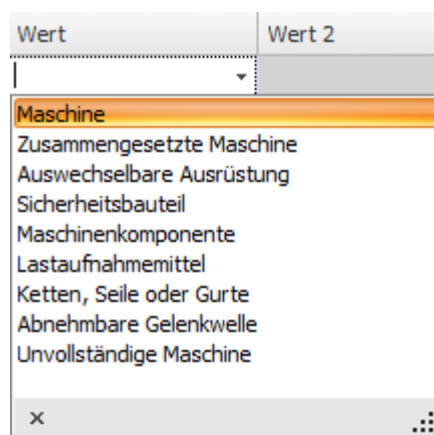 Wert Wert 2
Maschine
Zusammengesetzte Maschine
Auswechselbare Ausrüstung
Sicherheitsbauteil
Maschinenkomponente
Lastaufnahmemittel
Ketten, Seile oder Gurte
Abnehmbare Gelenkwelle
Unvollständige Maschine